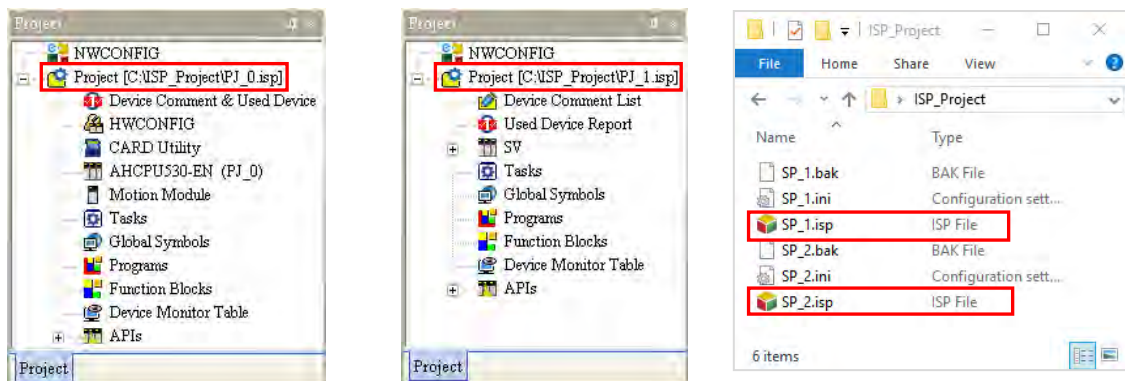 Project
NWCONFIG
Project [C:\ISP_Project\PJ_0.isp]
Device Comment & Used Device
HWCONFIG
CARD Utility
AHCPU530-EN (PJ_0)
Motion Module
Tasks
Global Symbols
Programs
Function Blocks
Device Monitor Table
APIs
Project
Project
NWCONFIG
Project [C:\ISP_Project\PJ_1.isp]
Device Comment List
Used Device Report
SV
Tasks
Global Symbols
Programs
Function Blocks
Device Monitor Table
APIs
Project
ISP_Project
File Home Share View
ISP_Project
Name Type
SP_1.bak BAK File
SP_1.ini Configuration sett...
SP_1.isp ISP File
SP_2.bak BAK File
SP_2.ini Configuration sett...
SP_2.isp ISP File
6 items